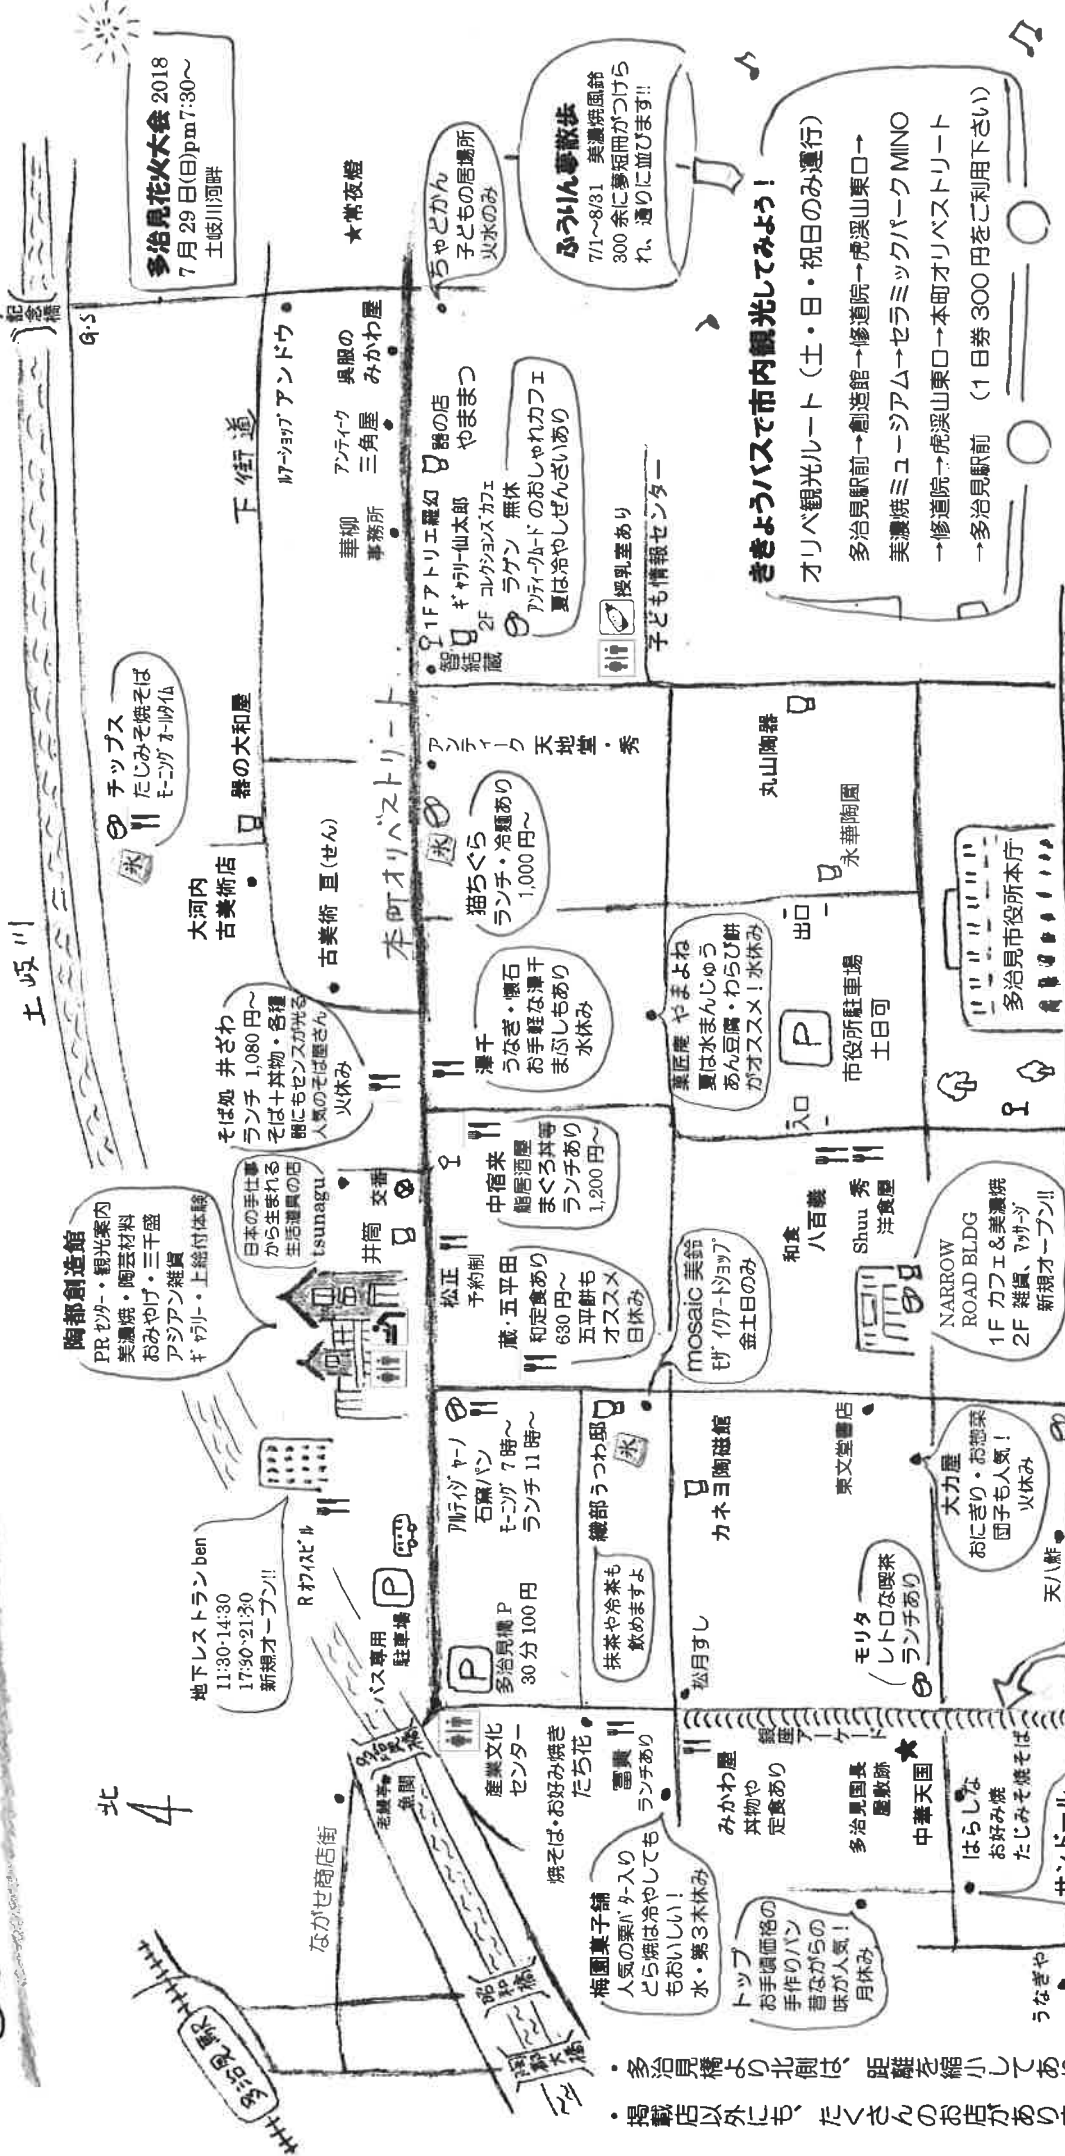 北
4
多治見駅
ながせ商店街
昭和橋
陶都大橋
土岐川
記念橋
G・S
多治見花火大会 2018
7月29日(日)pm7:30～
土岐川河畔
地下レストラン ben
11:30-14:30
17:30-21:30
新規オープン!!
Rオフィスビル
バス専用
駐車場
P
多治見橋
老麺亭
魚関
陶都創造館
PRセンター・観光案内
美濃焼・陶芸材料
おみやげ・三千盛
アジアン雑貨
ギャラリー・上絵付体験
日本の手仕事
から生まれる
生活道具の店
tsunagu
井筒
交番
そば処 井ざわ
ランチ 1,080円～
そば＋丼物・各種
器にもセンスが光る
人気のそば屋さん
火休み
大河内
古美術店
器の大和屋
チップス
たじみそ焼そば
モーニング オールタイム
氷
古美術 亘(せん)
下街道
本町オリベストリート
ルアーショップアンドウ
華柳
事務所
アンティーク
三角屋
呉服の
みかわ屋
★常夜燈
ちゃどかん
子どもの居場所
火水のみ
ふうりん夢散歩
7/1～8/31 美濃焼風鈴
300余に夢短冊がつけら
れ、通りに並びます!!
P
多治見橋P
30分100円
アルティジャーノ
石窯パン
モーニング 7時～
ランチ11時～
松正
予約制
蔵・五平田
和定食あり
630円～
五平餅も
オススメ
日休み
中宿来
鮨居酒屋
まぐろ丼等
ランチあり
1,200円～
澤千
うなぎ・懐石
お手軽な澤千
まぶしもあり
水休み
氷
猫ちぐら
ランチ・冷麺あり
1,000円～
アンティーク
天地堂・秀
智結蔵
1Fアトリエ羅幻
ギャラリー仙太郎
2F コレクションズカフェ
ラゲン 無休
アンティークムードのおしゃれカフェ
夏は冷やしぜんざいあり
器の店
やままつ
授乳室あり
子ども情報センター
産業文化
センター
焼そば・お好み焼き
たち花
富貴
ランチあり
梅園菓子舗
人気の栗バター入り
どら焼は冷やしても
もおいしい！
水・第3木休み
織部うつわ邸
抹茶や冷茶も
飲めますよ
氷
松月すし
カネヨ陶磁館
mosaic 美鈴
モザイクアートショップ
金土日のみ
菓匠庵 やまよね
夏は水まんじゅう
あん豆腐・わらび餅
がオススメ！水休み
入口
出口
P
市役所駐車場
土日可
永華陶園
丸山陶器
みかわ屋
丼物や
定食あり
銀座アーケード
トップ
お手頃価格の
手作りパン
昔ながらの
味が人気！
月休み
多治見国長
屋敷跡
★
中華天国
はらしな
お好み焼
たじみそ焼そば
サンドール
うなぎや
モリタ
レトロな喫茶
ランチあり
東文堂書店
大力屋
おにぎり・お惣菜
団子も人気！
火休み
天八鮓
和食
八百義
Shuu 秀
洋食屋
NARROW
ROAD BLDG
1F カフェ&美濃焼
2F 雑貨、マッサージ
新規オープン!!
多治見市役所本庁
ききょうバスで市内観光してみよう！
オリベ観光ルート（土・日・祝日のみ運行）
多治見駅前→創造館→修道院→虎渓山東口→
美濃焼ミュージアム→セラミックパークMINO
→修道院→虎渓山東口→本町オリベストリート
→多治見駅前 （1日券300円をご利用下さい）
・多治見橋より北側は、距離を縮小してあ
・掲載店以外にも、たくさんのお店があり